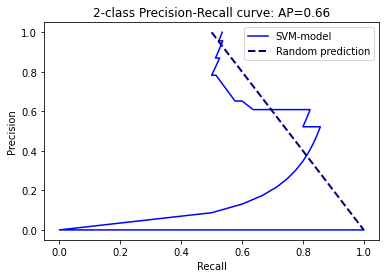 2-class Precision-Recall curve: AP=0.66
SVM-model
Random prediction
Precision
1.0
0.8
0.6
0.4
0.2
0.0
0.0 0.2 0.4 0.6 0.8 1.0
Recall